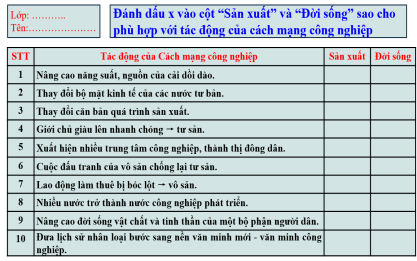 Lớp: ………..
Tên:…………………
Đánh dấu x vào cột “Sản xuất” và “Đời sống” sao cho
phù hợp với tác động của cách mạng công nghiệp
STT Tác động của Cách mạng công nghiệp Sản xuất Đời sống
1 Nâng cao năng suất, nguồn của cải dồi dào.
2 Thay đổi bộ mặt kinh tế của các nước tư bản.
3 Thay đổi căn bản quá trình sản xuất.
4 Giới chủ giàu lên nhanh chóng → tư sản.
5 Xuất hiện nhiều trung tâm công nghiệp, thành thị đông dân.
6 Cuộc đấu tranh của vô sản chống lại tư sản.
7 Lao động làm thuê bị bóc lột → vô sản.
8 Nhiều nước trở thành nước công nghiệp phát triển.
9 Nâng cao đời sống vật chất và tinh thần của một bộ phận người dân.
10 Đưa lịch sử nhân loại bước sang nền văn minh mới - văn minh công
nghiệp.